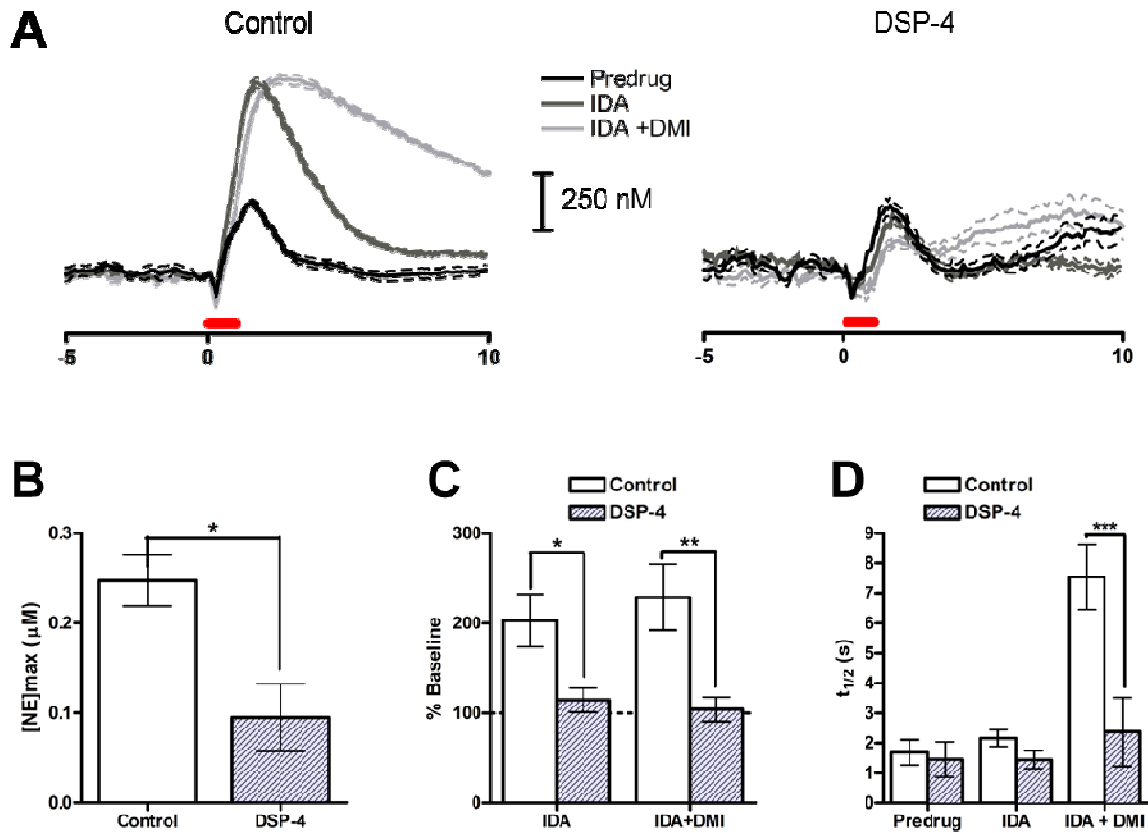 A
Control
DSP-4
Predrug
IDA
IDA +DMI
250 nM
-5
0
10
-5
0
10
B
[NE]max (µM)
0.3
0.2
0.1
0.0
*
Control
DSP-4
C
Control
DSP-4
% Baseline
300
200
100
0
*
**
IDA
IDA+DMI
D
Control
DSP-4
t1/2 (s)
9
8
7
6
5
4
3
2
1
0
***
Predrug
IDA
IDA + DMI